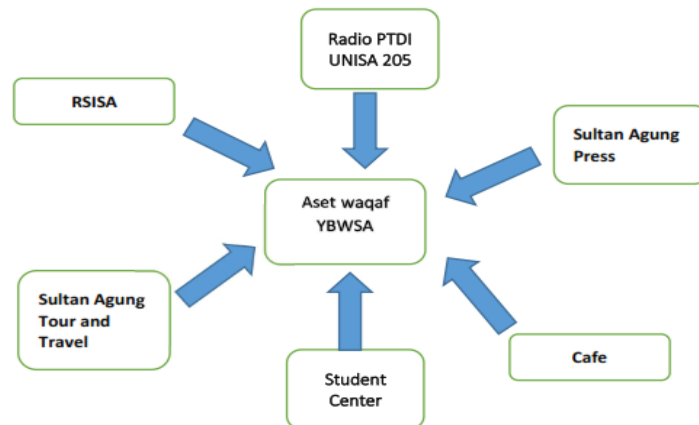 Radio PTDI
UNISA 205
RSISA
Sultan Agung
Press
Aset waqaf
YBWSA
Sultan Agung
Tour and
Travel
Student
Center
Cafe